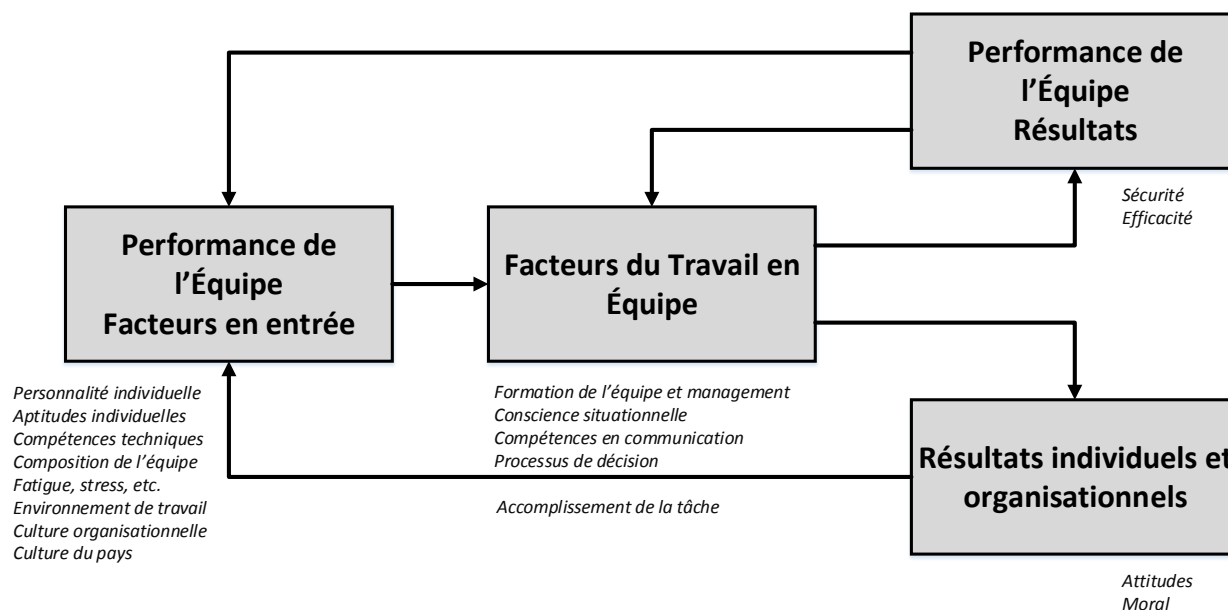 Performance de
l’Équipe
Résultats
Sécurité
Efficacité
Performance de
l’Équipe
Facteurs en entrée
Facteurs du Travail en
Équipe
Personnalité individuelle
Aptitudes individuelles
Compétences techniques
Composition de l’équipe
Fatigue, stress, etc.
Environnement de travail
Culture organisationnelle
Culture du pays
Formation de l’équipe et management
Conscience situationnelle
Compétences en communication
Processus de décision
Accomplissement de la tâche
Résultats individuels et
organisationnels
Attitudes
Moral